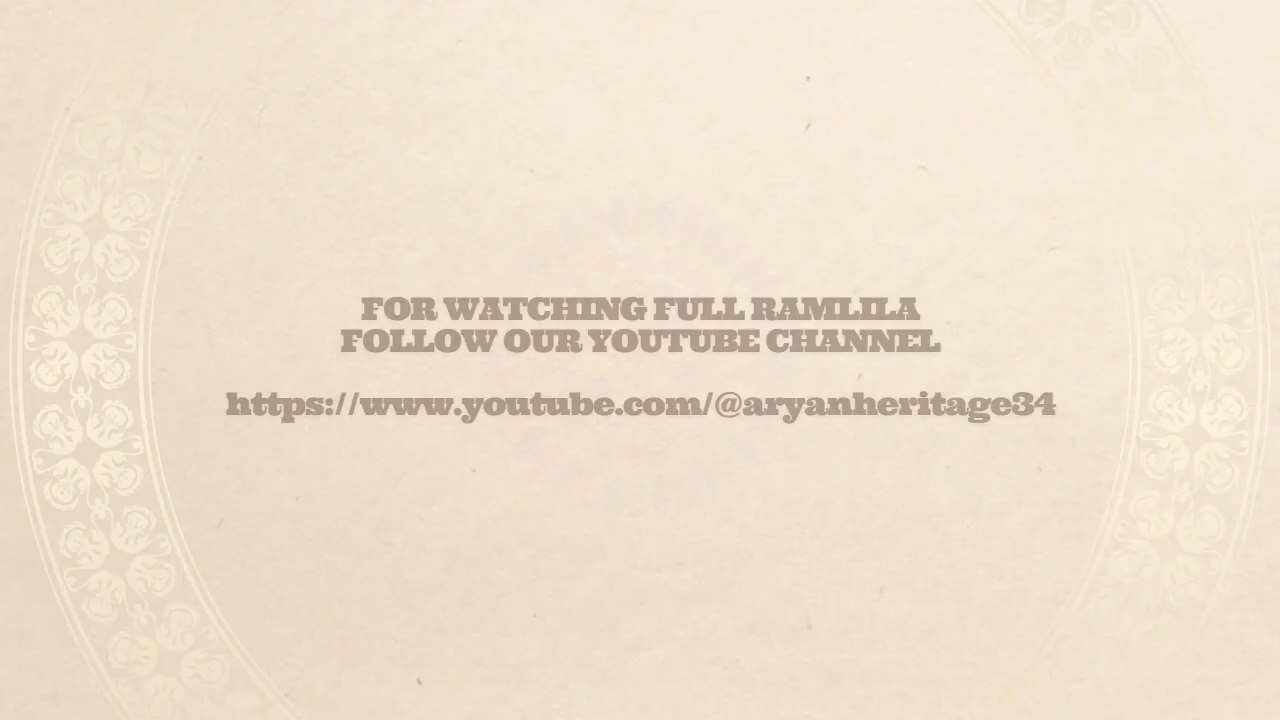 FOR WATCHING FULL RAMLILA
FOLLOW OUR YOUTUBE CHANNEL
https://www.youtube.com/@aryanheritage34